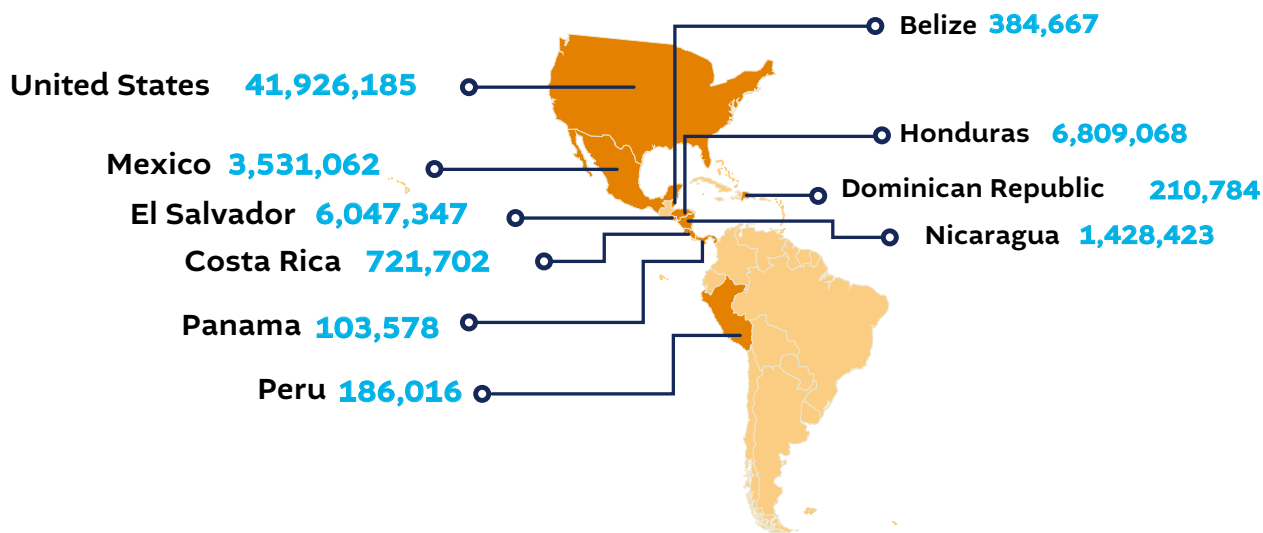 Belize 384,667
United States 41,926,185
Honduras 6,809,068
Mexico 3,531,062
Dominican Republic 210,784
El Salvador 6,047,347
Nicaragua 1,428,423
Costa Rica 721,702
Panama 103,578
Peru 186,016